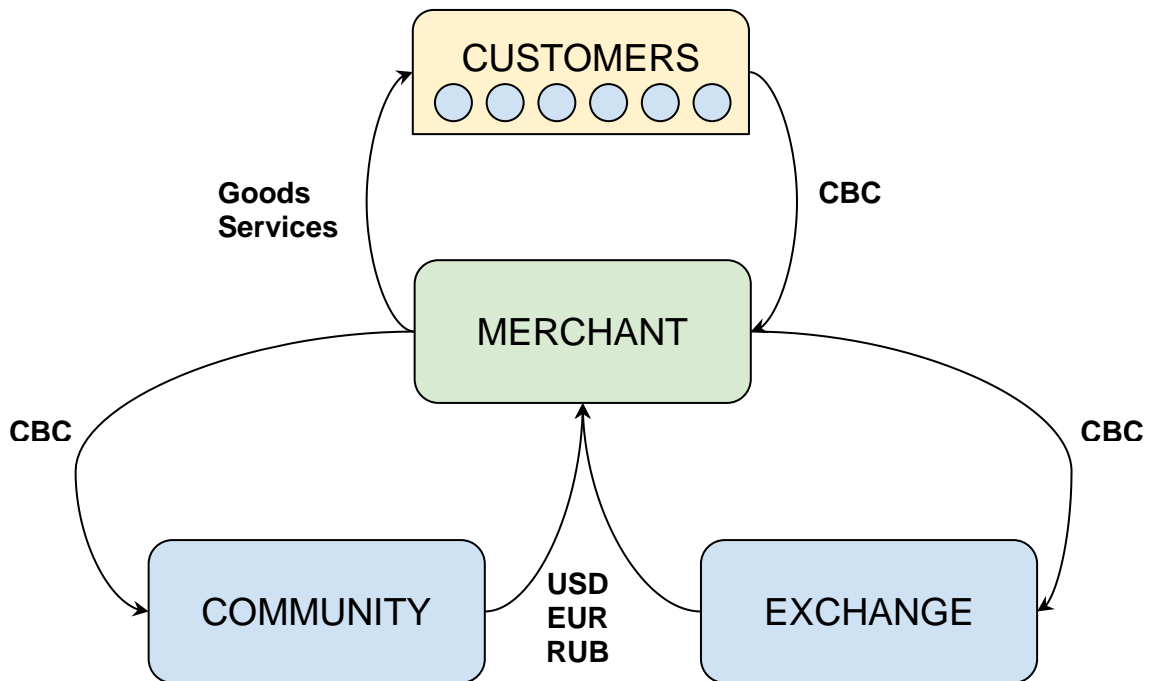 CUSTOMERS
Goods
Services
CBC
MERCHANT
CBC
CBC
COMMUNITY
USD
EUR
RUB
EXCHANGE